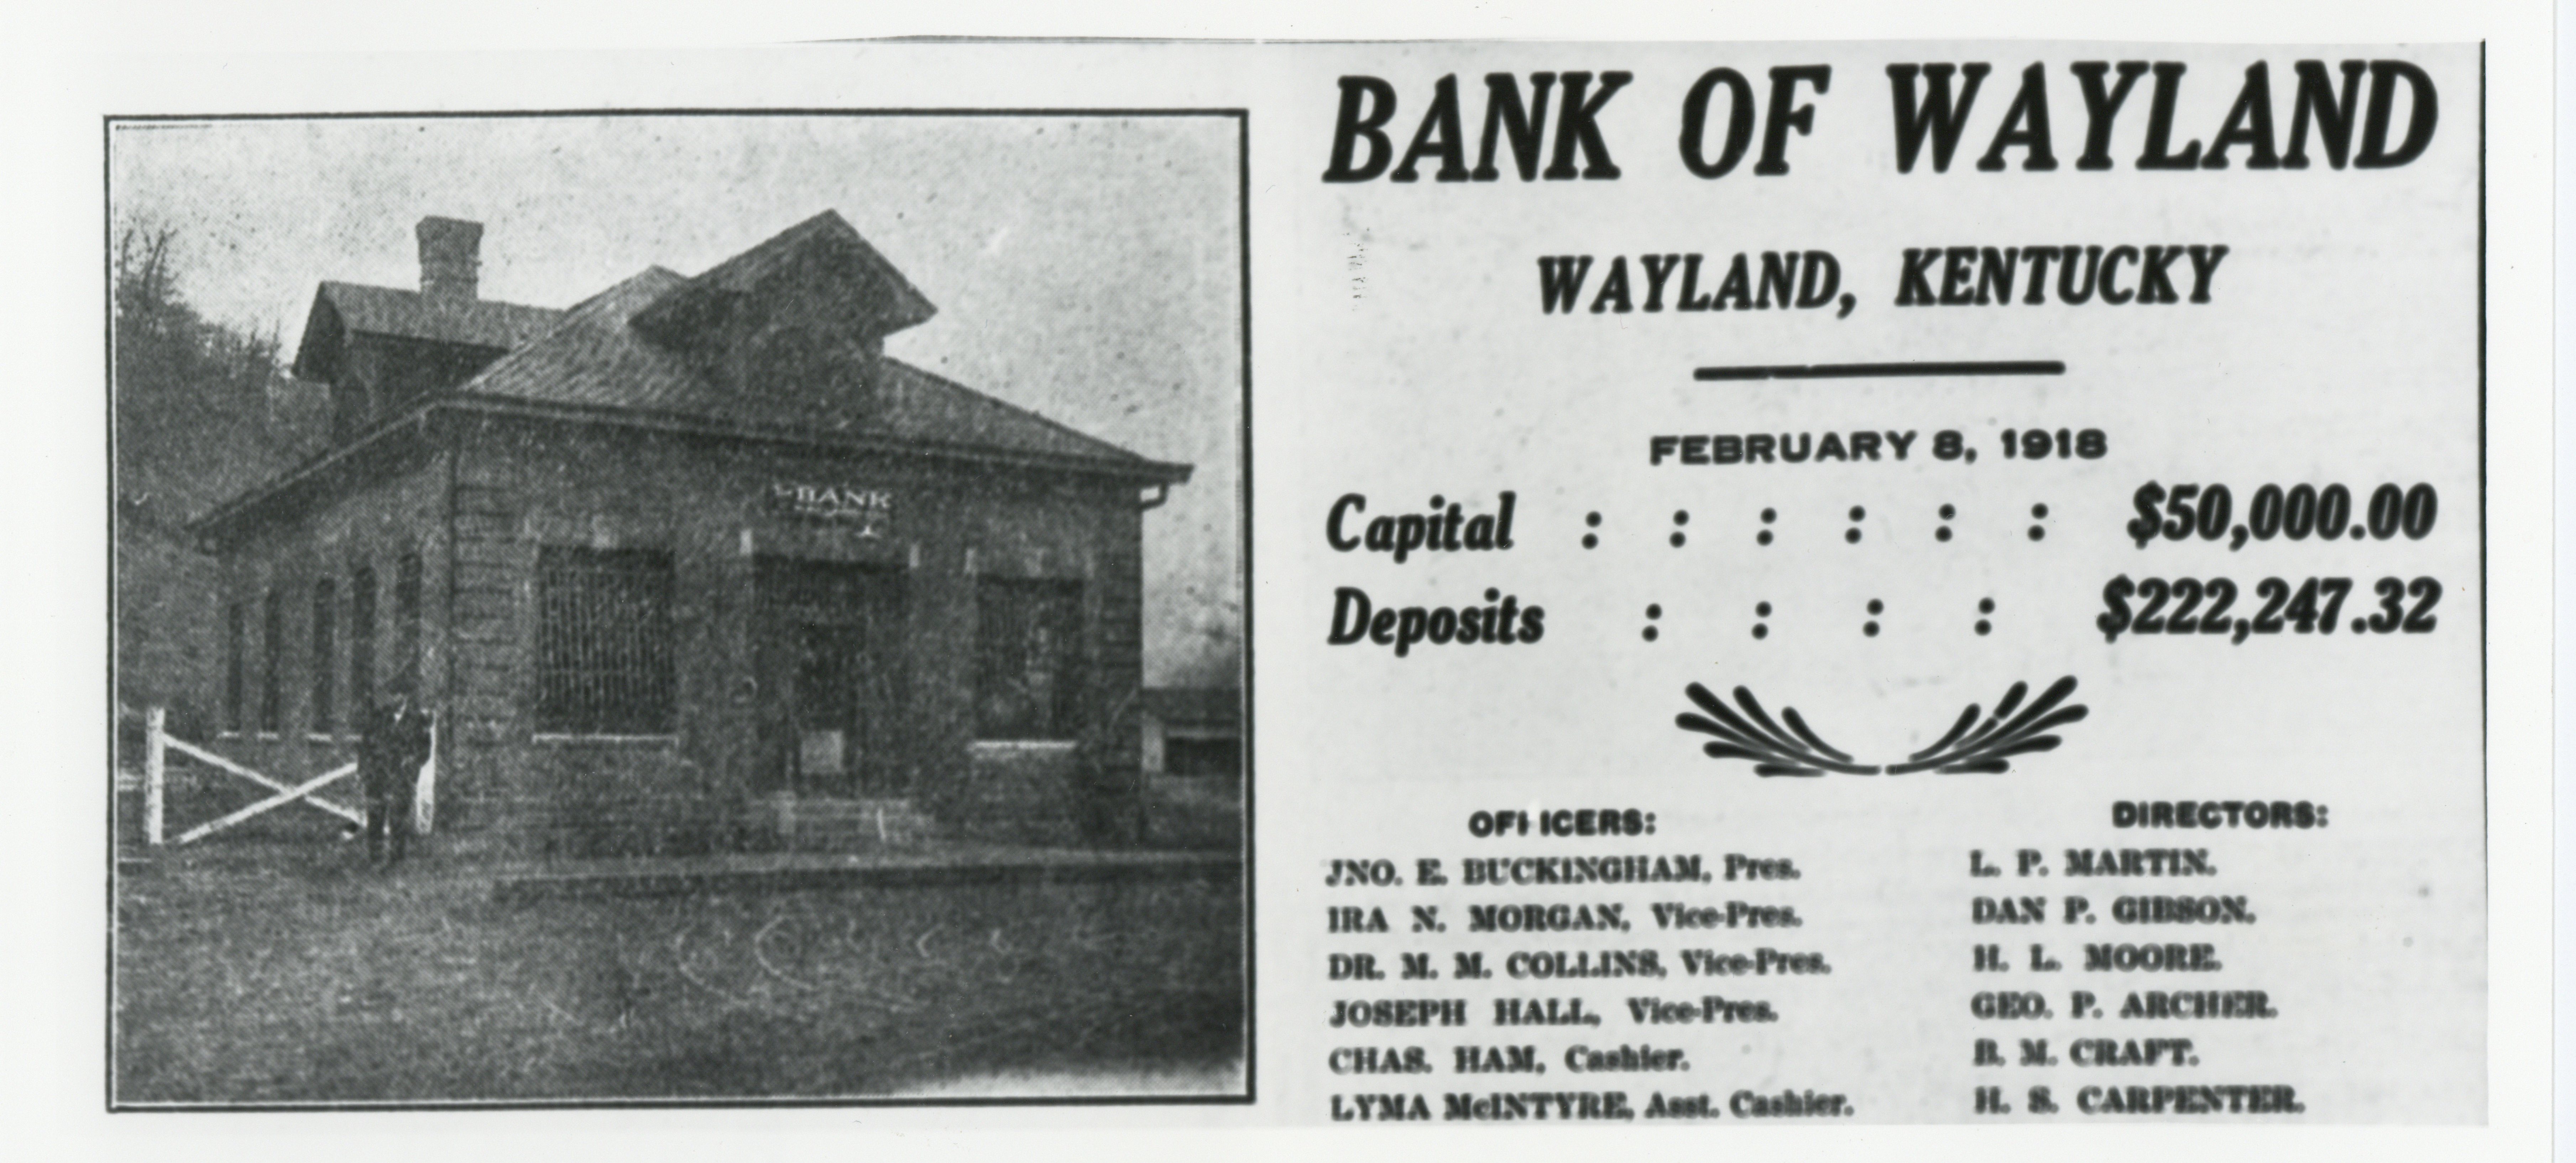 BANK
BANK OF WAYLAND
WAYLAND, KENTUCKY
FEBRUARY 8, 1918
Capital : : : : : : $50,000.00
Deposits : : : : $222,247.32
OFFICERS:
JNO. E. BUCKINGHAM, Pres.
IRA N. MORGAN, Vice-Pres.
DR. M. M. COLLINS, Vice-Pres.
JOSEPH HALL, Vice-Pres.
CHAS. HAM, Cashier.
LYMA McINTYRE, Asst. Cashier.
DIRECTORS:
L. P. MARTIN.
DAN P. GIBSON.
H. L. MOORE.
GEO. P. ARCHER.
B. M. CRAFT.
H. S. CARPENTER.